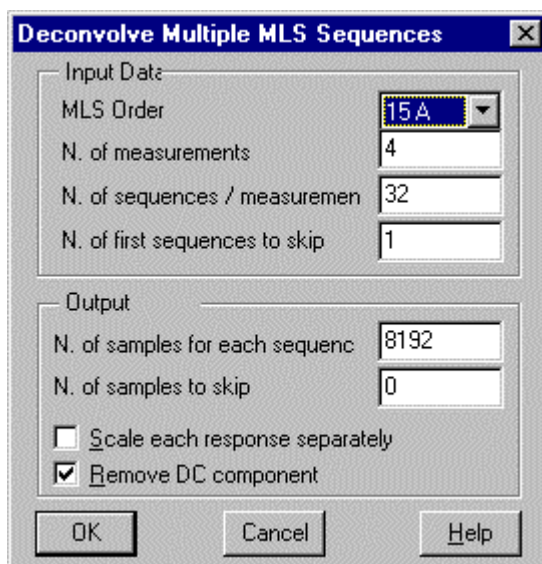 Deconvolve Multiple MLS Sequences
Input Data
MLS Order 15 A
N. of measurements 4
N. of sequences / measuremen 32
N. of first sequences to skip 1
Output
N. of samples for each sequenc 8192
N. of samples to skip 0
Scale each response separately
Remove DC component
OK Cancel Help